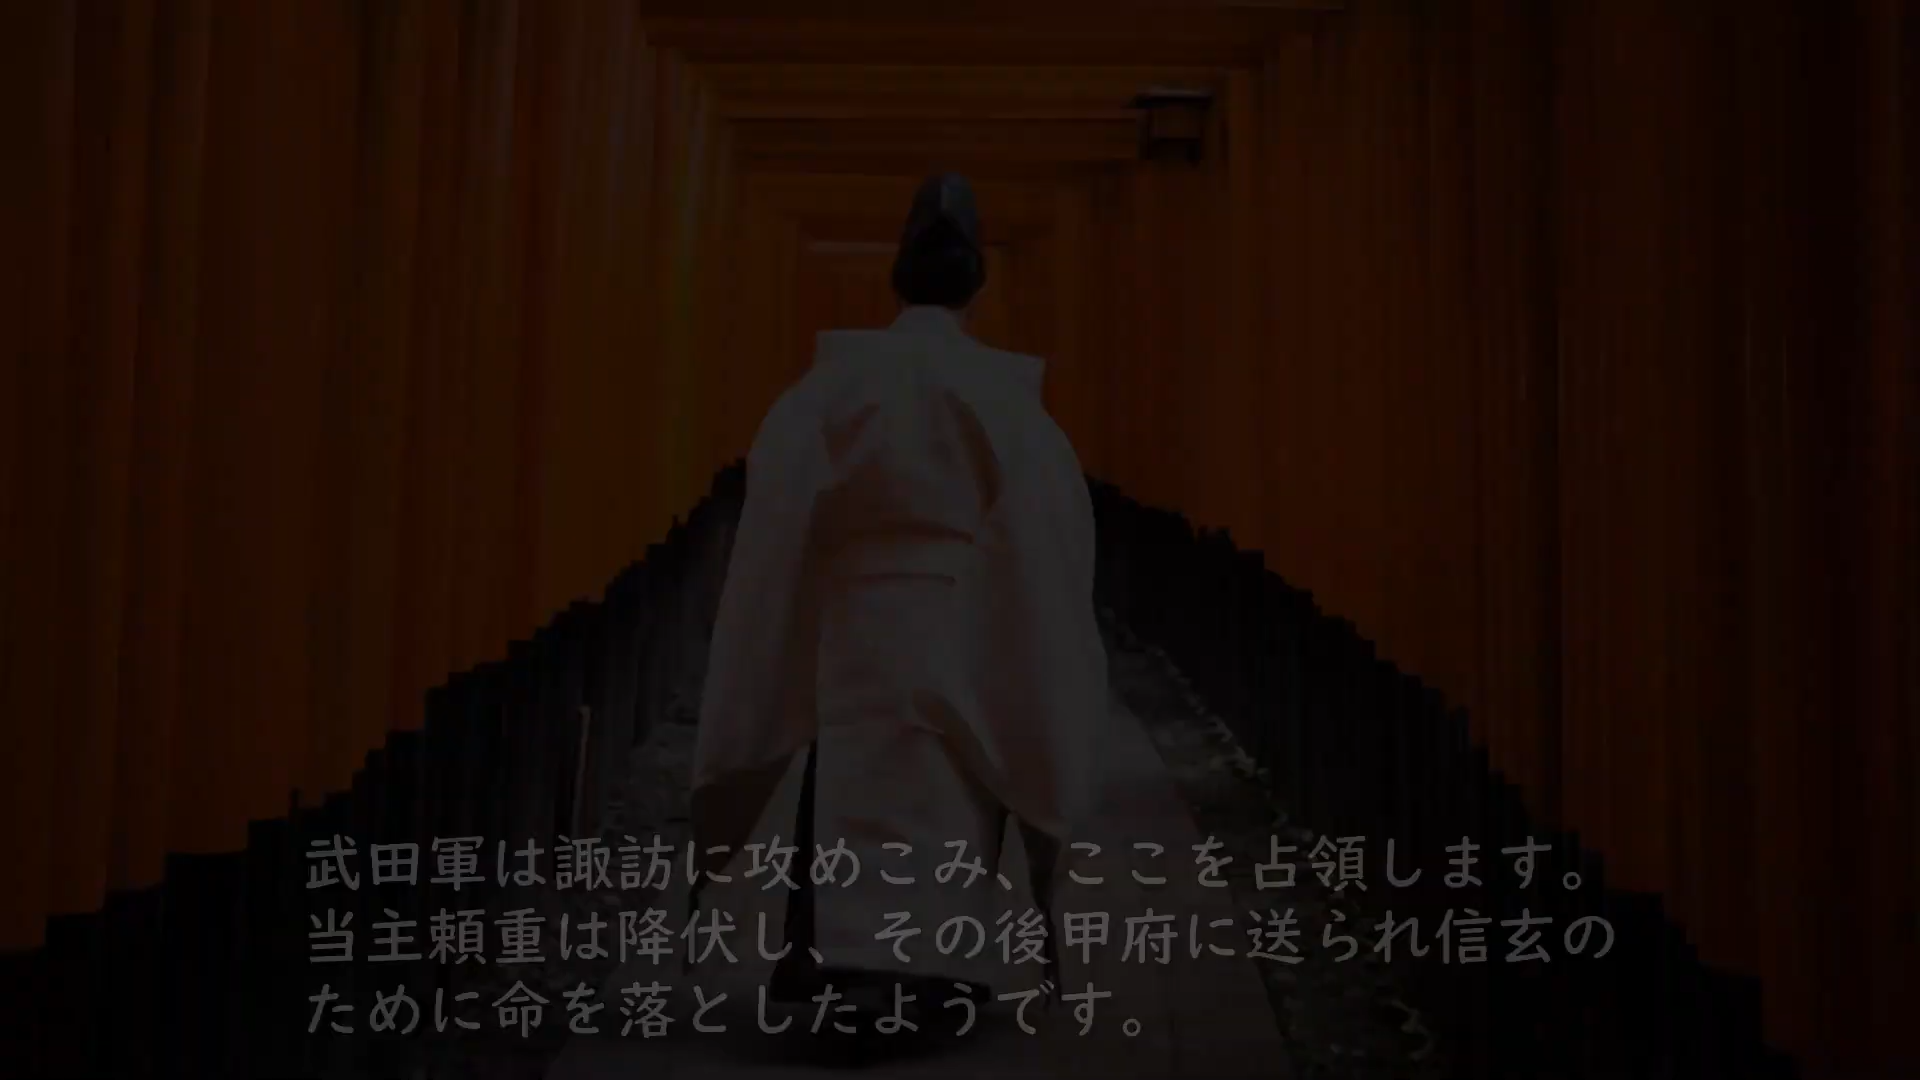 武田軍は諏訪に攻めこみ、ここを占領します。
当主頼重は降伏し、その後甲府に送られ信玄の
ために命を落としたようです。